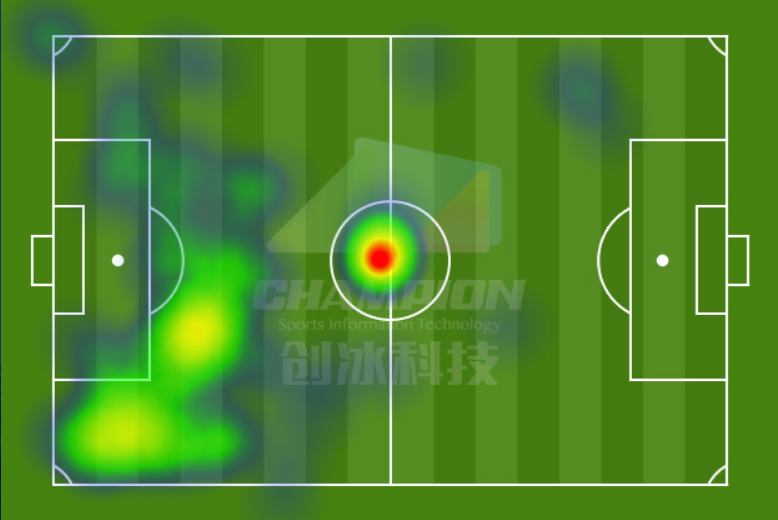 CHAMPION
Sports Information Technology
创冰科技